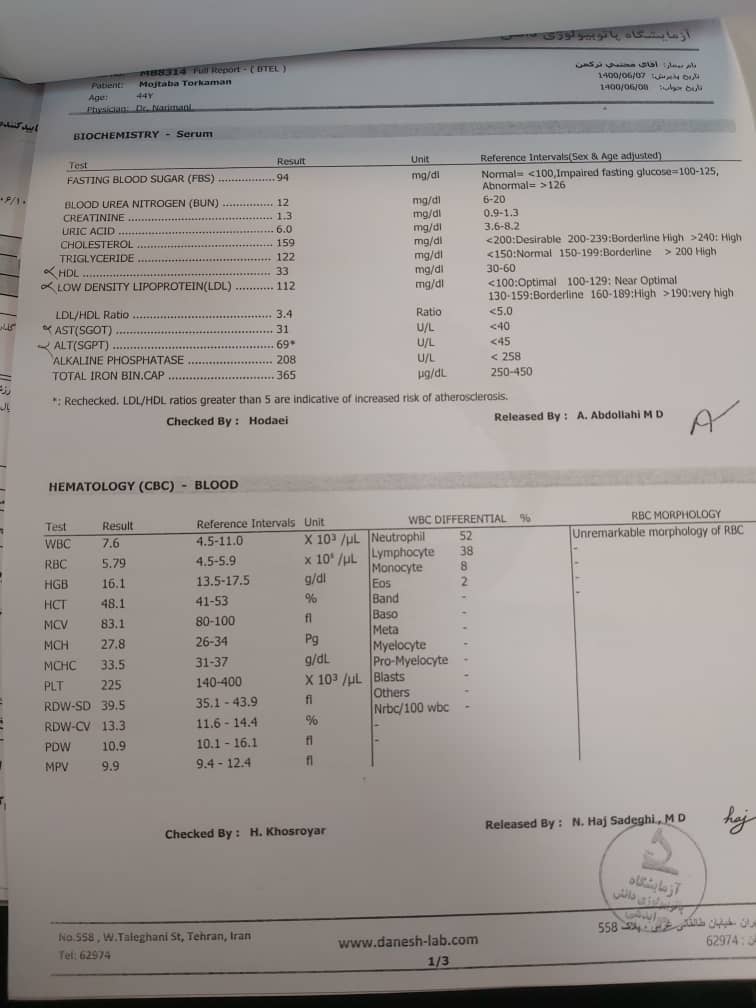 آزمایشگاه پاتوبیولوژی دانش
M88314 Full Report - ( BTEL )
Patient: Mojtaba Torkaman
Age: 44Y
Physician: Dr. Narimani
نام بیمار: آقای مجتبی ترکمن
تاریخ پذیرش: 1400/06/07
تاریخ جواب: 1400/06/08
BIOCHEMISTRY - Serum
Test Result Unit Reference Intervals(Sex & Age adjusted)
FASTING BLOOD SUGAR (FBS) ................. 94 mg/dl Normal= <100,Impaired fasting glucose=100-125,
Abnormal= >126
BLOOD UREA NITROGEN (BUN) ............... 12 mg/dl 6-20
CREATININE ........................................... 1.3 mg/dl 0.9-1.3
URIC ACID .............................................. 6.0 mg/dl 3.6-8.2
CHOLESTEROL ........................................ 159 mg/dl <200:Desirable 200-239:Borderline High >240: High
TRIGLYCERIDE ........................................ 122 mg/dl <150:Normal 150-199:Borderline > 200 High
HDL ........................................................ 33 mg/dl 30-60
LOW DENSITY LIPOPROTEIN(LDL) ........... 112 mg/dl <100:Optimal 100-129: Near Optimal
130-159:Borderline 160-189:High >190:very high
LDL/HDL Ratio ......................................... 3.4 Ratio <5.0
AST(SGOT) .............................................. 31 U/L <40
ALT(SGPT) .............................................. 69* U/L <45
ALKALINE PHOSPHATASE ......................... 208 U/L < 258
TOTAL IRON BIN.CAP ............................... 365 µg/dL 250-450
*: Rechecked. LDL/HDL ratios greater than 5 are indicative of increased risk of atherosclerosis.
Checked By : Hodaei Released By : A. Abdollahi M D
HEMATOLOGY (CBC) - BLOOD
Test Result Reference Intervals Unit WBC DIFFERENTIAL % RBC MORPHOLOGY
WBC 7.6 4.5-11.0 X 10³ /µL Neutrophil 52 Unremarkable morphology of RBC
RBC 5.79 4.5-5.9 x 10⁶ /µL Lymphocyte 38 -
HGB 16.1 13.5-17.5 g/dl Monocyte 8 -
HCT 48.1 41-53 % Eos 2 -
MCV 83.1 80-100 fl Band - -
MCH 27.8 26-34 Pg Baso -
MCHC 33.5 31-37 g/dL Meta -
PLT 225 140-400 X 10³ /µL Myelocyte -
RDW-SD 39.5 35.1 - 43.9 fl Pro-Myelocyte -
RDW-CV 13.3 11.6 - 14.4 % Blasts -
PDW 10.9 10.1 - 16.1 fl Others -
MPV 9.9 9.4 - 12.4 fl Nrbc/100 wbc -
-
-
Checked By : H. Khosroyar Released By : N. Haj Sadeghi., M D
haj
آزمایشگاه
پاتوبیولوژی دانش
No.558 , W.Taleghani St, Tehran, Iran
Tel: 62974
www.danesh-lab.com
1/3
خیابان طالقانی غربی ، پلاک 558
62974